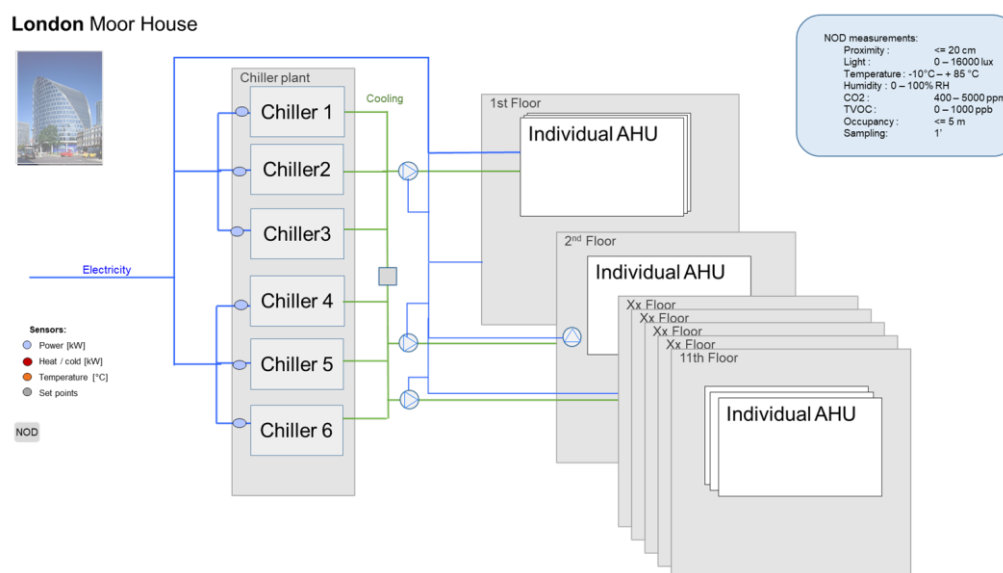 London Moor House
NOD measurements:
Proximity : <= 20 cm
Light : 0 – 16000 lux
Temperature : -10°C – + 85 °C
Humidity : 0 – 100% RH
CO2 : 400 – 5000 ppm
TVOC : 0 – 1000 ppb
Occupancy : <= 5 m
Sampling: 1'
Chiller plant
Chiller 1
Chiller2
Chiller3
Chiller 4
Chiller 5
Chiller 6
Cooling
Electricity
1st Floor
Individual AHU
2nd Floor
Individual AHU
Xx Floor
Xx Floor
Xx Floor
Xx Floor
11th Floor
Individual AHU
Sensors:
Power [kW]
Heat / cold [kW]
Temperature [°C]
Set points
NOD